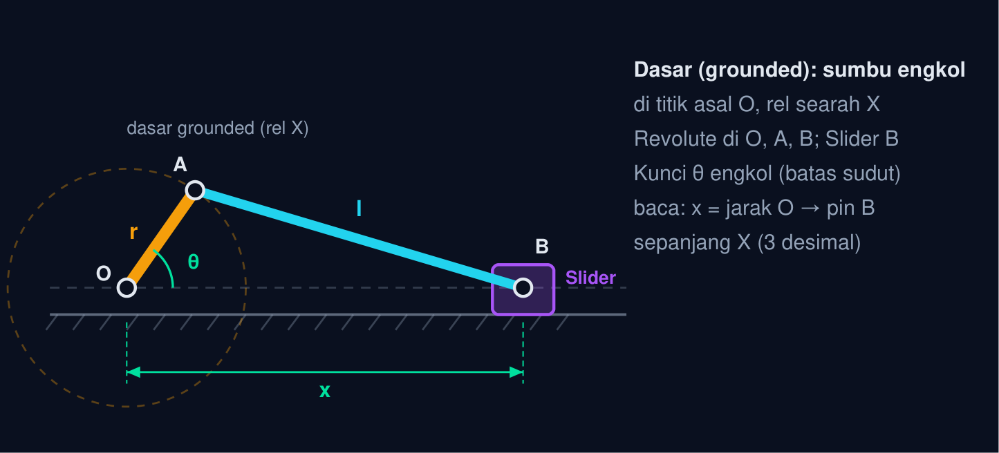 Dasar (grounded): sumbu engkol
di titik asal O, rel searah X
Revolute di O, A, B; Slider B
Kunci θ engkol (batas sudut)
baca: x = jarak O → pin B
sepanjang X (3 desimal)
dasar grounded (rel X)
A
l
r
B
θ
O
Slider
x